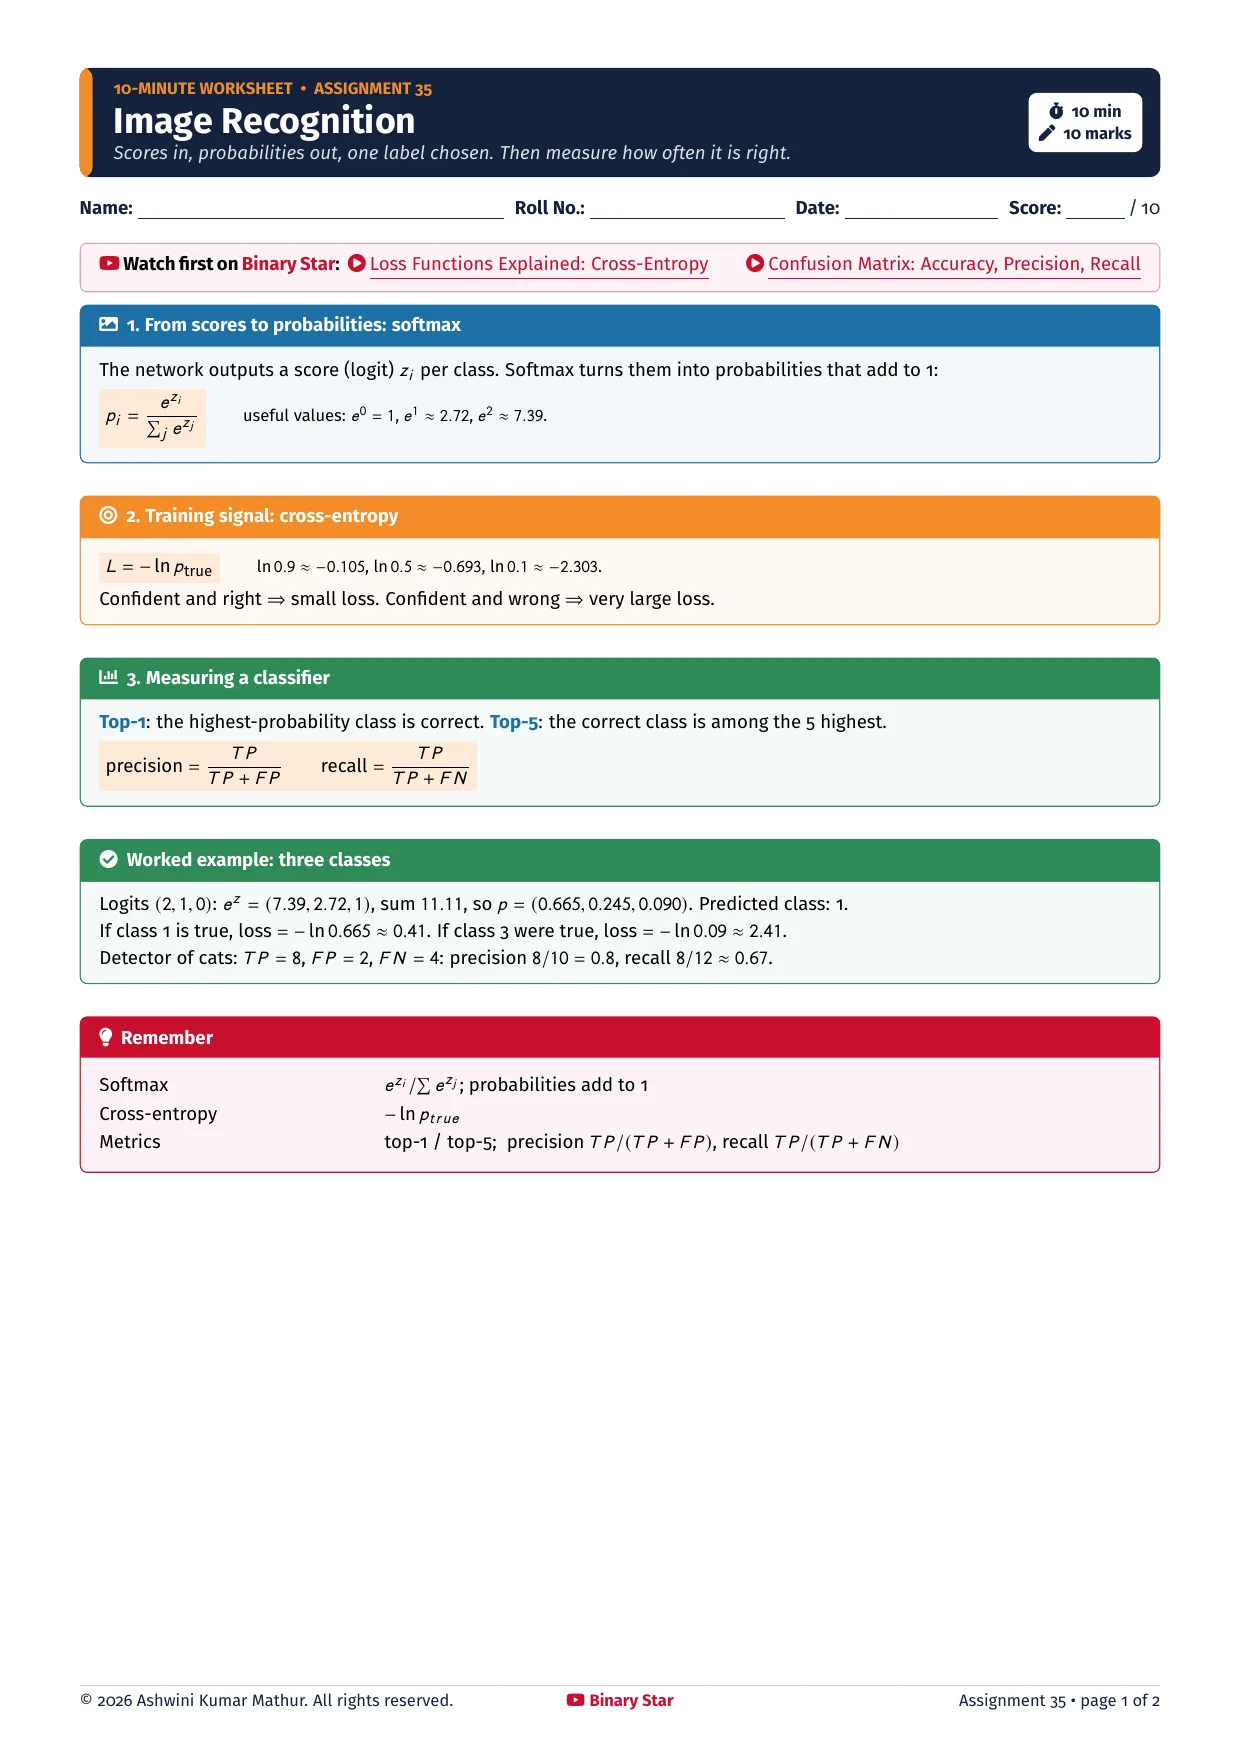 10-MINUTE WORKSHEET • ASSIGNMENT 35
Image Recognition
Scores in, probabilities out, one label chosen. Then measure how often it is right.
10 min
10 marks
Name: Roll No.: Date: Score: / 10
Watch first on Binary Star: Loss Functions Explained: Cross-Entropy Confusion Matrix: Accuracy, Precision, Recall
1. From scores to probabilities: softmax
The network outputs a score (logit) z_i per class. Softmax turns them into probabilities that add to 1:
p_i = e^{z_i} / ∑_j e^{z_j} useful values: e^0 = 1, e^1 ≈ 2.72, e^2 ≈ 7.39.
2. Training signal: cross-entropy
L = − ln p_true ln 0.9 ≈ −0.105, ln 0.5 ≈ −0.693, ln 0.1 ≈ −2.303.
Confident and right ⇒ small loss. Confident and wrong ⇒ very large loss.
3. Measuring a classifier
Top-1: the highest-probability class is correct. Top-5: the correct class is among the 5 highest.
precision = TP / (TP + FP) recall = TP / (TP + FN)
Worked example: three classes
Logits (2, 1, 0): e^z = (7.39, 2.72, 1), sum 11.11, so p = (0.665, 0.245, 0.090). Predicted class: 1.
If class 1 is true, loss = − ln 0.665 ≈ 0.41. If class 3 were true, loss = − ln 0.09 ≈ 2.41.
Detector of cats: TP = 8, FP = 2, FN = 4: precision 8/10 = 0.8, recall 8/12 ≈ 0.67.
Remember
Softmax e^{z_i}/∑ e^{z_j}; probabilities add to 1
Cross-entropy − ln p_true
Metrics top-1 / top-5; precision TP/(TP + FP), recall TP/(TP + FN)
© 2026 Ashwini Kumar Mathur. All rights reserved. Binary Star Assignment 35 • page 1 of 2